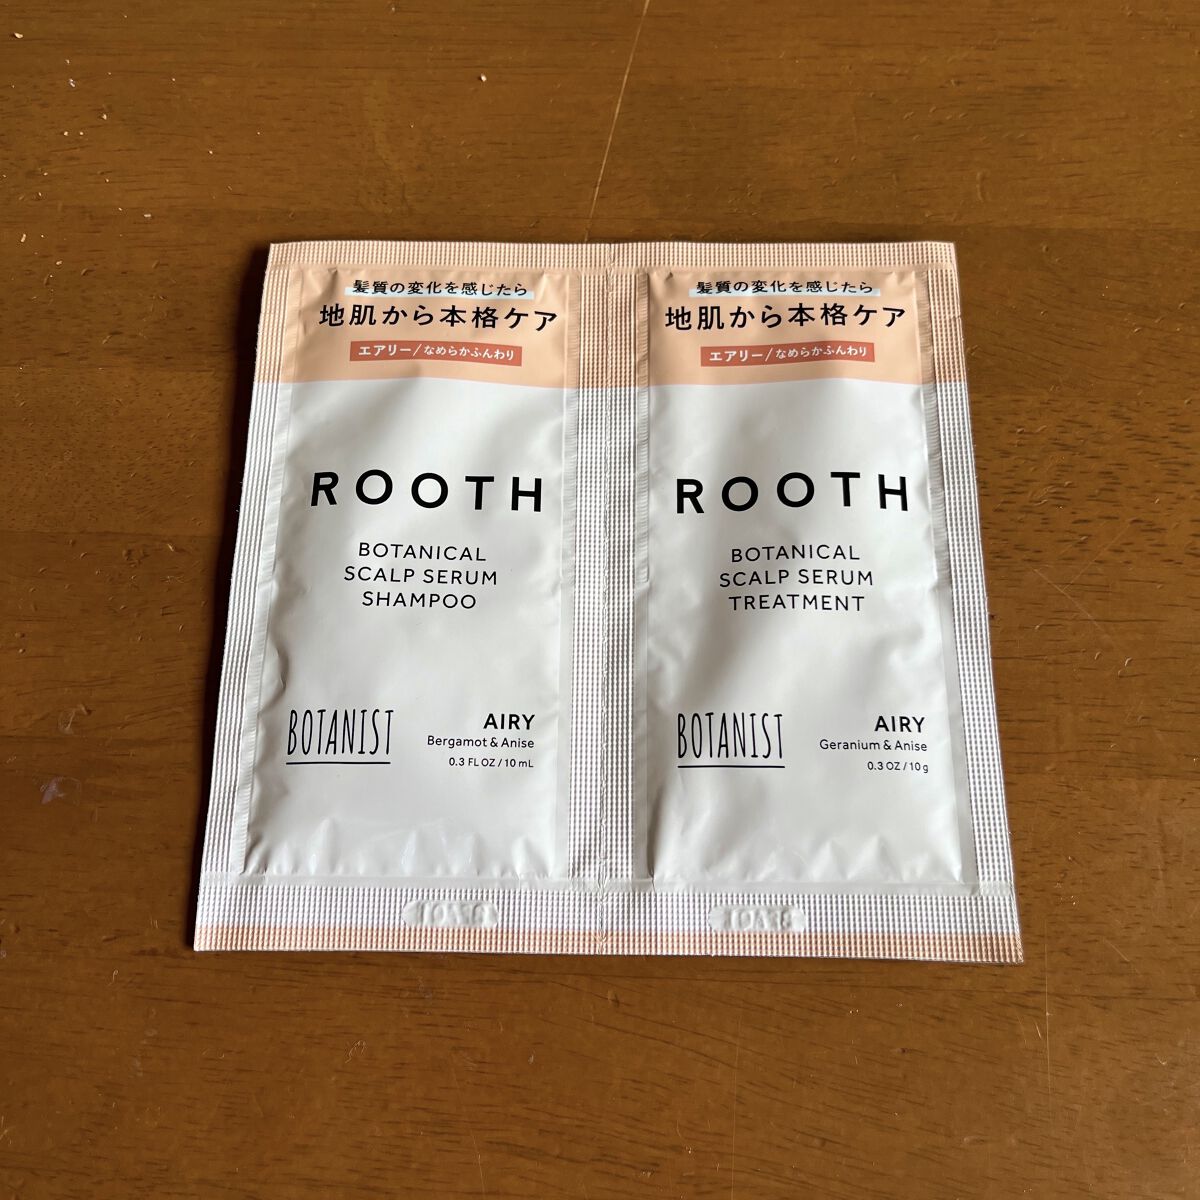 髪質の変化を感じたら
地肌から本格ケア
エアリー/なめらかふんわり
ROOTH
BOTANICAL
SCALP SERUM
SHAMPOO
BOTANIST
AIRY
Bergamot & Anise
0.3 FL OZ / 10 mL
髪質の変化を感じたら
地肌から本格ケア
エアリー/なめらかふんわり
ROOTH
BOTANICAL
SCALP SERUM
TREATMENT
BOTANIST
AIRY
Geranium & Anise
0.3 OZ / 10 g